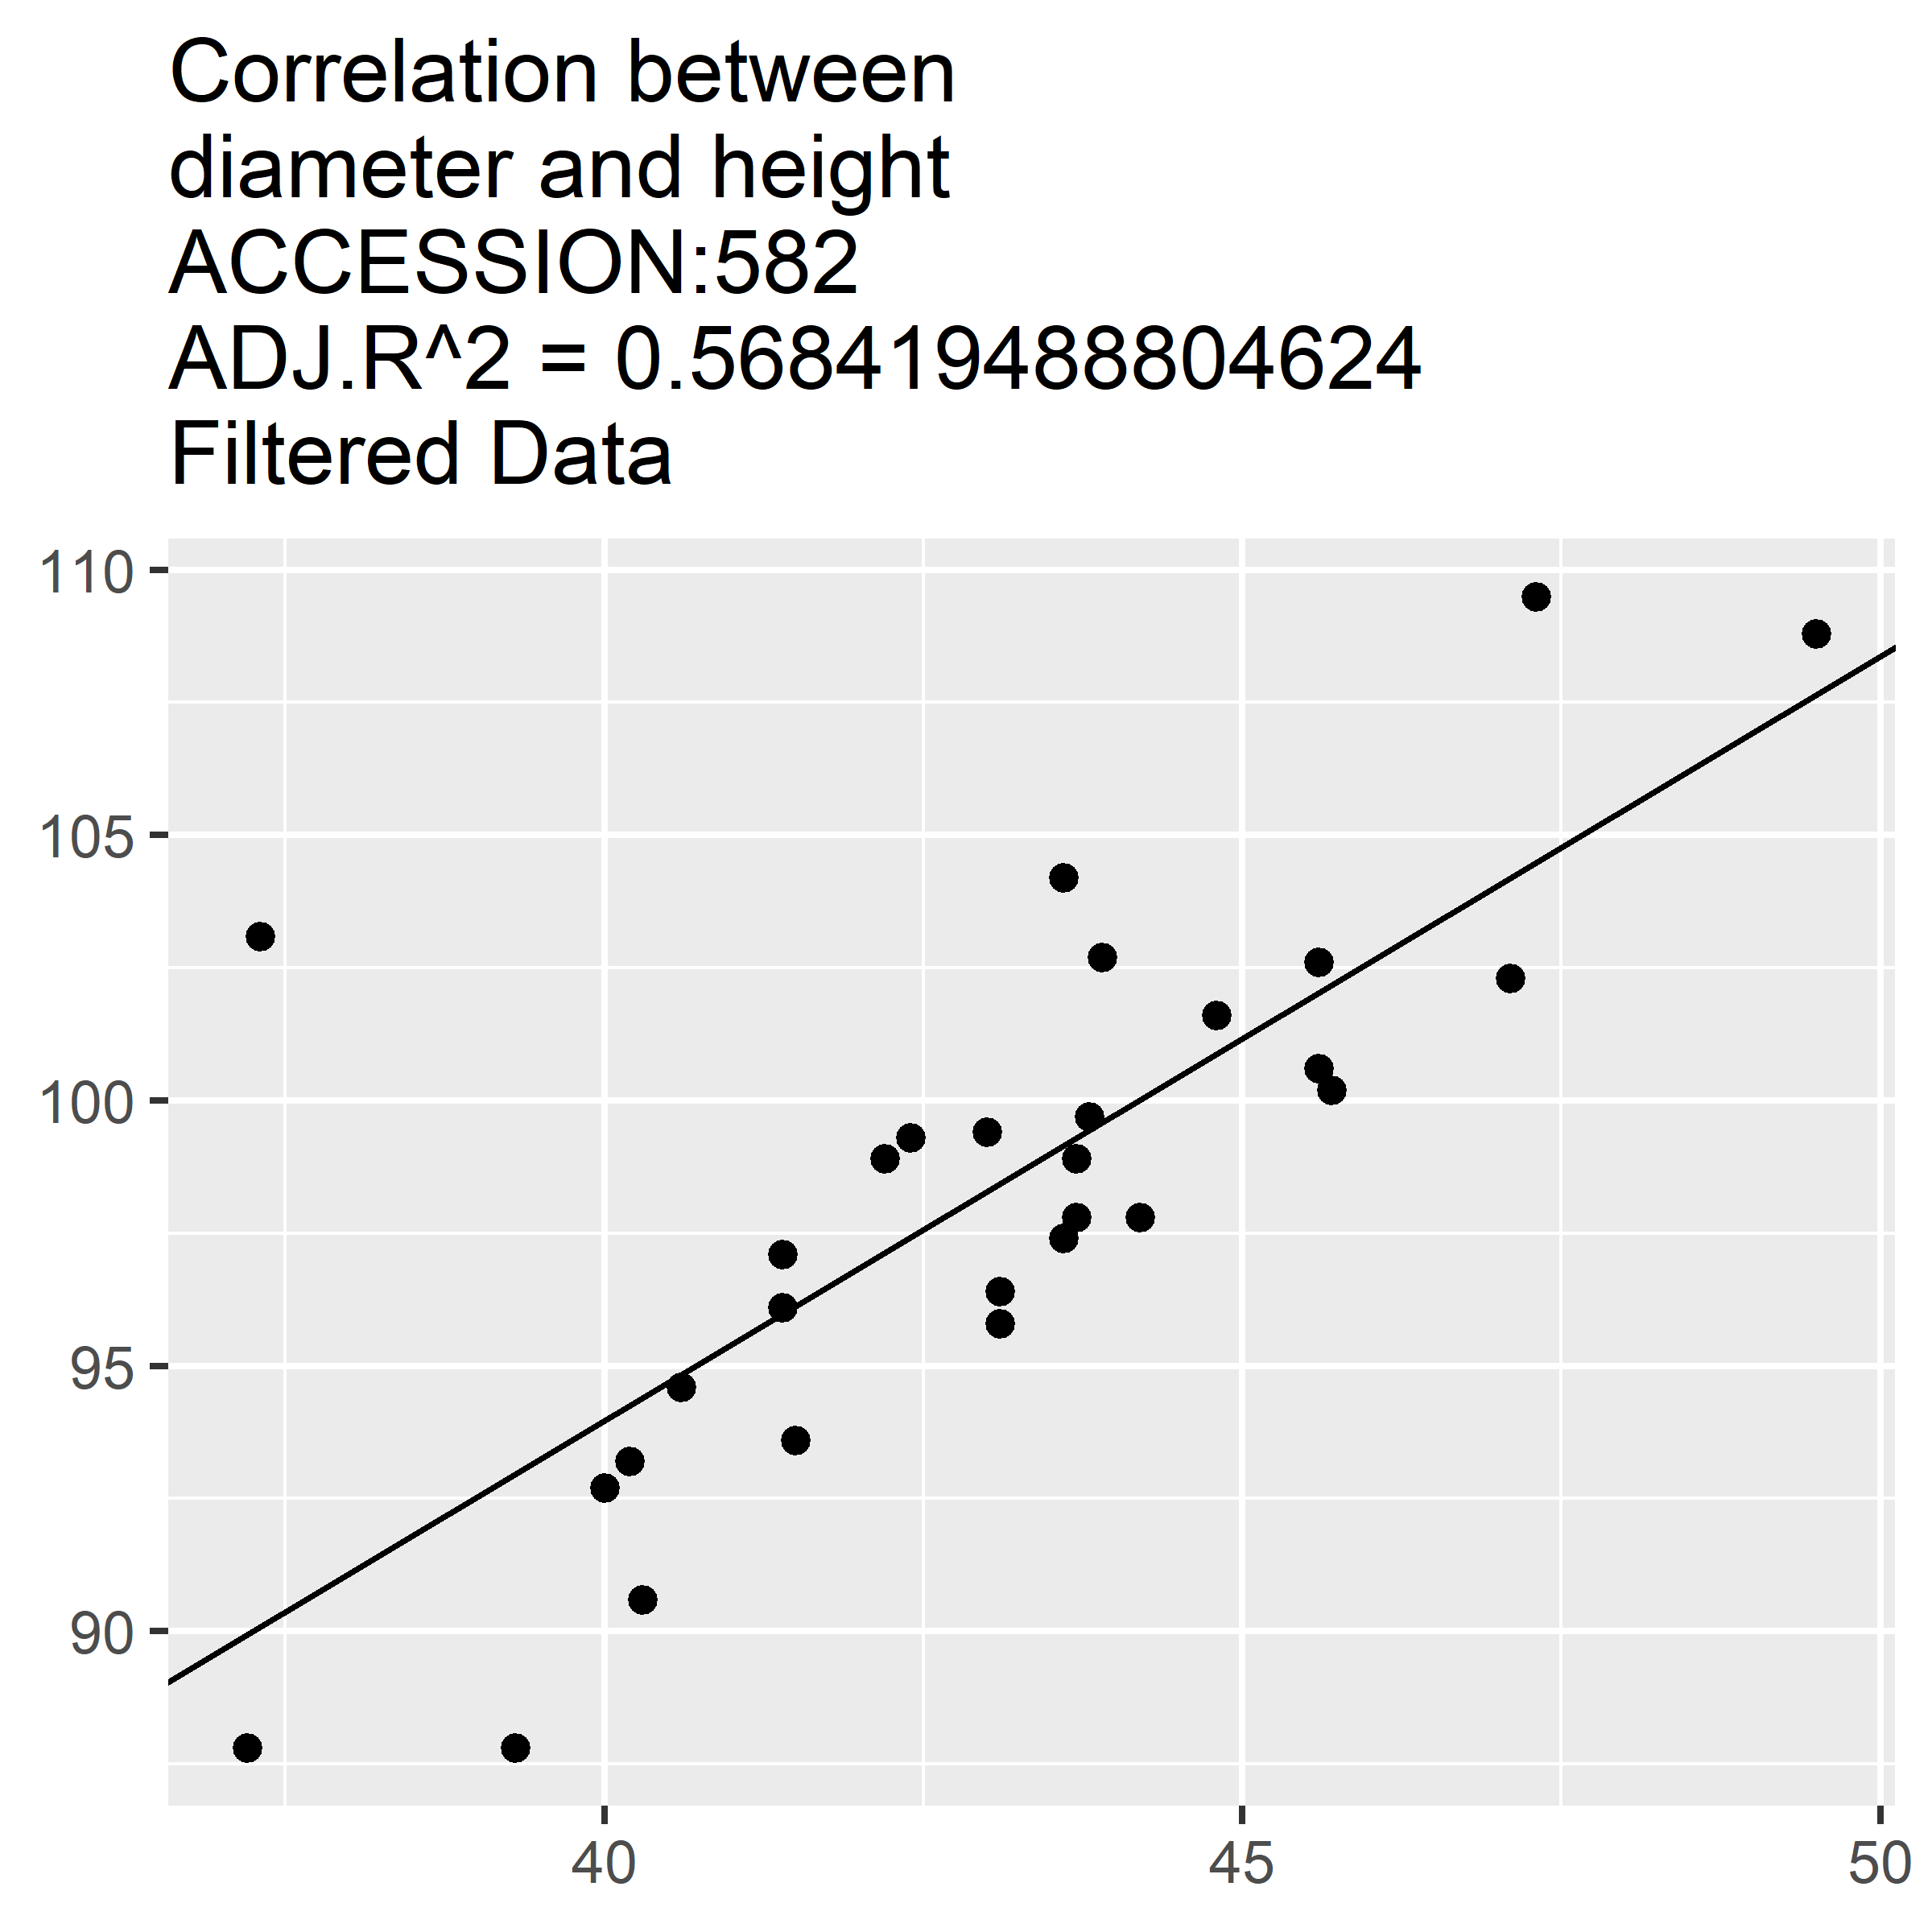 Correlation between
diameter and height
ACCESSION:582
ADJ.R^2 = 0.568419488804624
Filtered Data
110
105
100
95
90
40 45 50